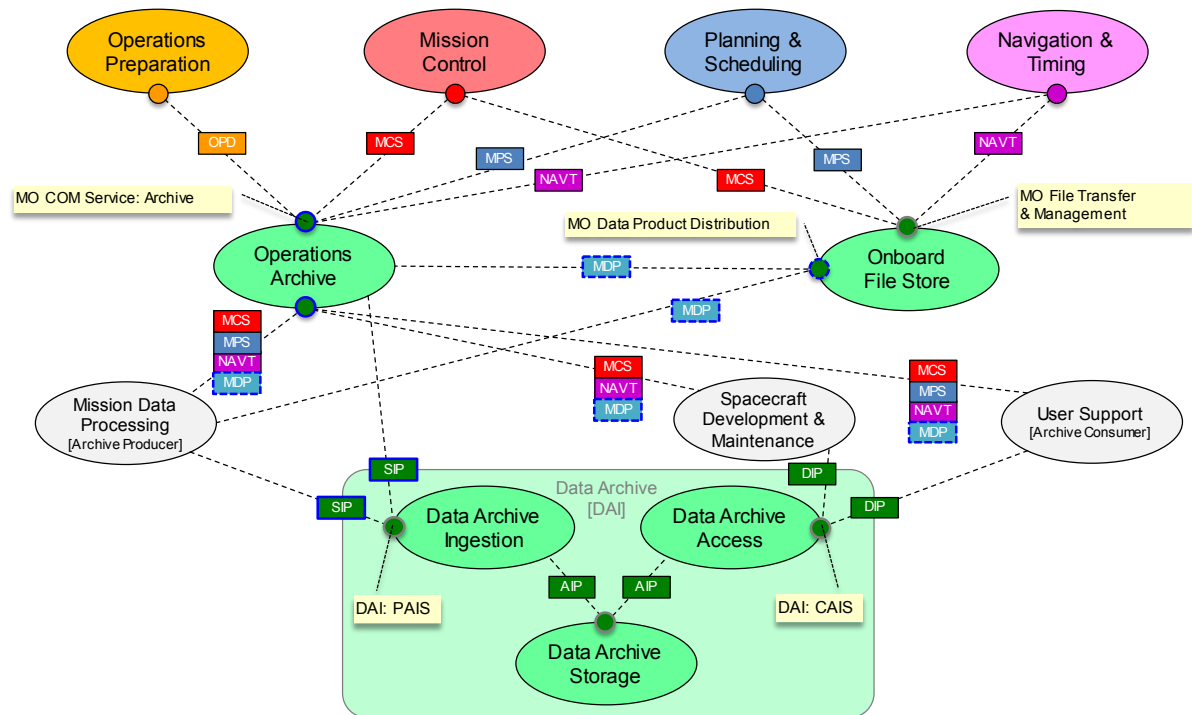 Operations
Preparation
Mission
Control
Planning &
Scheduling
Navigation &
Timing
OPD
MCS
MPS
NAVT
MCS
MPS
NAVT
MO COM Service: Archive
MO Data Product Distribution
MO File Transfer
& Management
Operations
Archive
MDP
Onboard
File Store
MDP
MCS
MPS
NAVT
MDP
MCS
NAVT
MDP
MCS
MPS
NAVT
MDP
Mission Data
Processing
[Archive Producer]
Spacecraft
Development &
Maintenance
User Support
[Archive Consumer]
SIP
SIP
DIP
DIP
Data Archive
[DAI]
Data Archive
Ingestion
Data Archive
Access
AIP
AIP
DAI: PAIS
DAI: CAIS
Data Archive
Storage